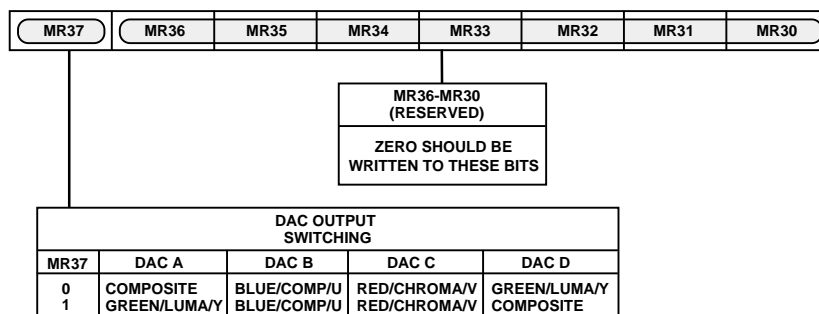 MR37 MR36 MR35 MR34 MR33 MR32 MR31 MR30
MR36-MR30
(RESERVED)
ZERO SHOULD BE
WRITTEN TO THESE BITS
DAC OUTPUT
SWITCHING
MR37 DAC A DAC B DAC C DAC D
0 COMPOSITE BLUE/COMP/U RED/CHROMA/V GREEN/LUMA/Y
1 GREEN/LUMA/Y BLUE/COMP/U RED/CHROMA/V COMPOSITE